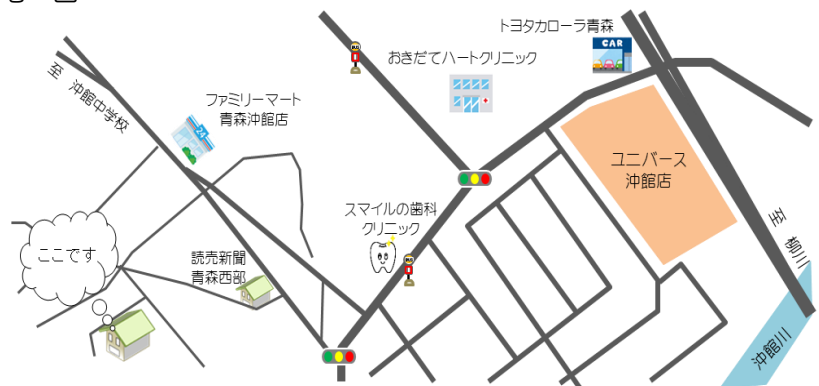 トヨタカローラ青森
CAR
BUS
おきだてハートクリニック
至　沖館中学校
ファミリーマート
青森沖館店
24
ユニバース
沖館店
スマイルの歯科
クリニック
BUS
ここです
読売新聞
青森西部
至　柳川
沖館川